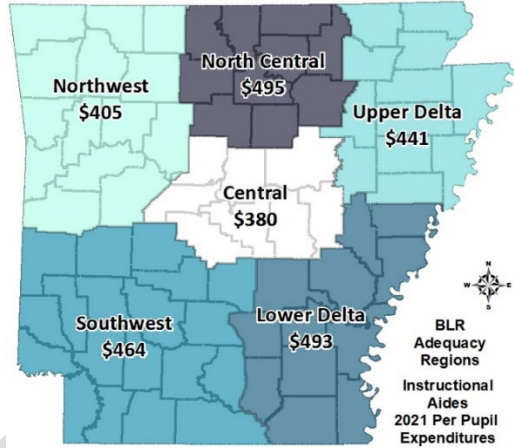 North Central
$495
Northwest
$405
Upper Delta
$441
Central
$380
Southwest
$464
Lower Delta
$493
N
W E
S
BLR
Adequacy
Regions
Instructional
Aides
2021 Per Pupil
Expenditures